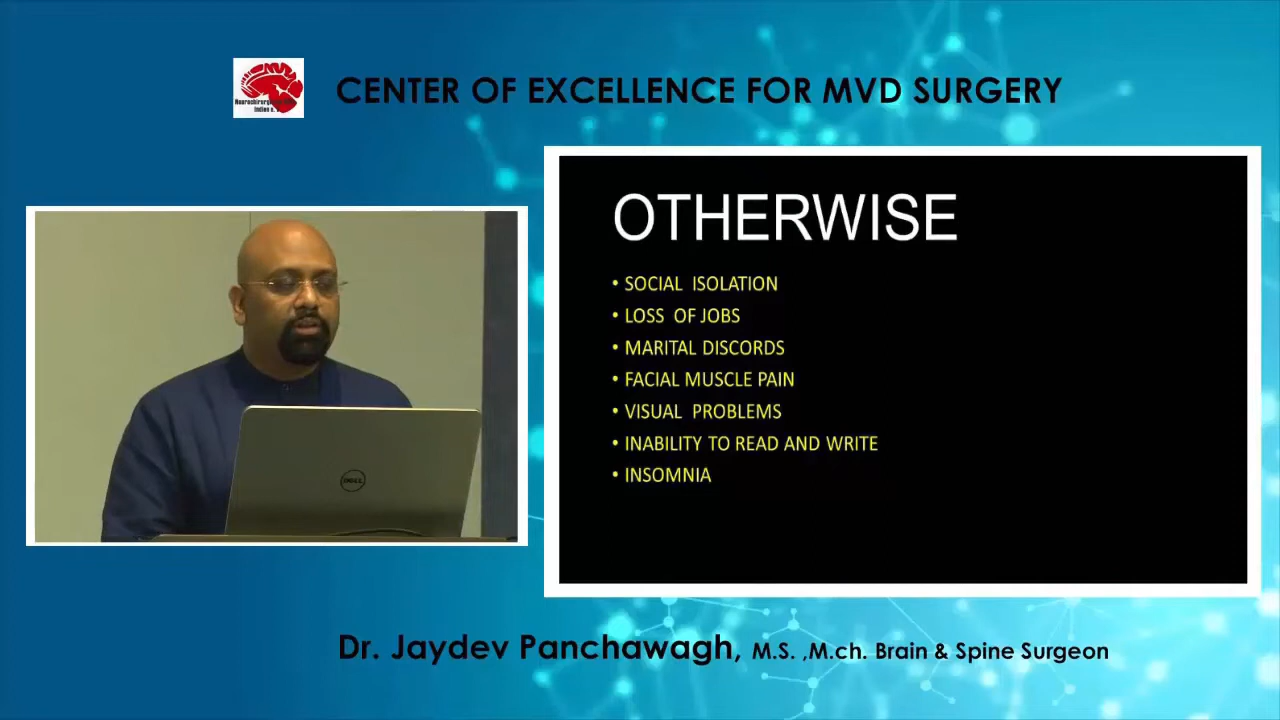 CENTER OF EXCELLENCE FOR MVD SURGERY
OTHERWISE
• SOCIAL ISOLATION
• LOSS OF JOBS
• MARITAL DISCORDS
• FACIAL MUSCLE PAIN
• VISUAL PROBLEMS
• INABILITY TO READ AND WRITE
• INSOMNIA
DELL
Dr. Jaydev Panchawagh, M.S. ,M.ch. Brain & Spine Surgeon